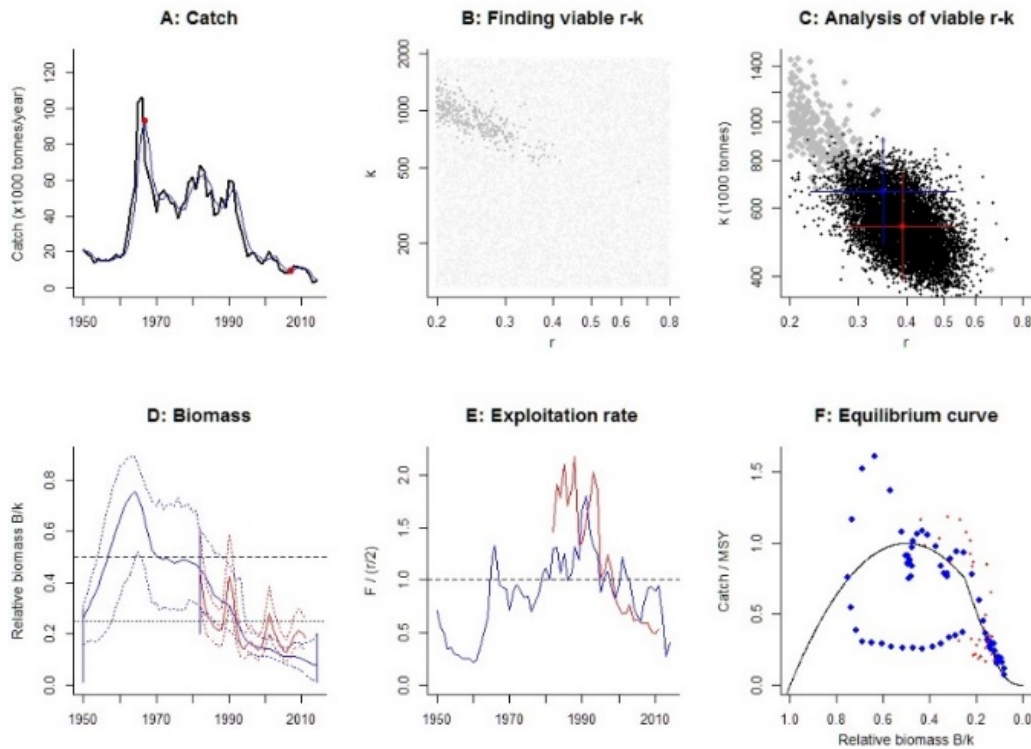 A: Catch
Catch (x1000 tonnes/year)
0 20 40 60 80 100 120
1950 1970 1990 2010
B: Finding viable r-k
k
200 500 1000 2000
0.2 0.3 0.4 0.5 0.6 0.8
r
C: Analysis of viable r-k
k (1000 tonnes)
400 600 800 1000 1400
0.2 0.3 0.4 0.5 0.6 0.8
r
D: Biomass
Relative biomass B/k
0.0 0.2 0.4 0.6 0.8
1950 1970 1990 2010
E: Exploitation rate
F / (r/2)
0.0 0.5 1.0 1.5 2.0
1950 1970 1990 2010
F: Equilibrium curve
Catch / MSY
0.0 0.5 1.0 1.5
1.0 0.8 0.6 0.4 0.2 0.0
Relative biomass B/k